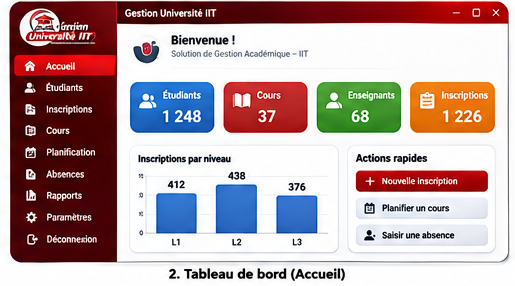 Gestion Université IIT
Gestion
Université IIT
Bienvenue !
Solution de Gestion Académique – IIT
Accueil
Étudiants
Inscriptions
Cours
Planification
Absences
Rapports
Paramètres
Déconnexion
Étudiants
1 248
Cours
37
Enseignants
68
Inscriptions
1 226
Inscriptions par niveau
412
438
376
L1
L2
L3
Actions rapides
Nouvelle inscription
Planifier un cours
Saisir une absence
2. Tableau de bord (Accueil)